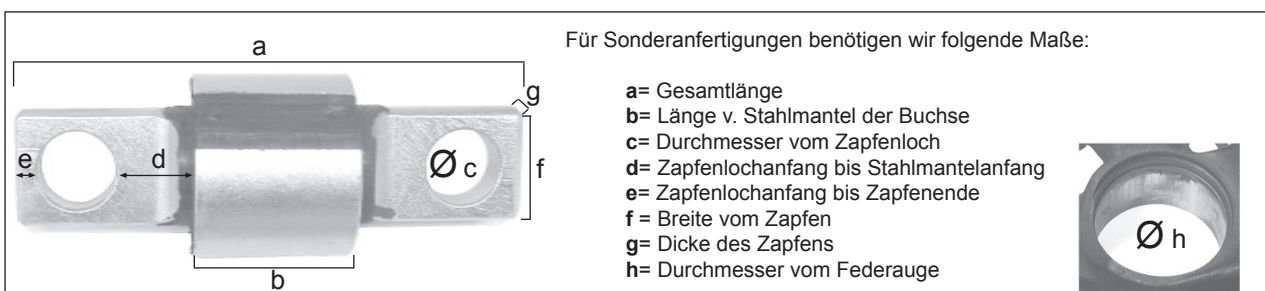 a
Für Sonderanfertigungen benötigen wir folgende Maße:
g
a= Gesamtlänge
b= Länge v. Stahlmantel der Buchse
c= Durchmesser vom Zapfenloch
e
d
Ø c
f
d= Zapfenlochanfang bis Stahlmantelanfang
e= Zapfenlochanfang bis Zapfenende
f = Breite vom Zapfen
g= Dicke des Zapfens
h= Durchmesser vom Federauge
Ø h
b